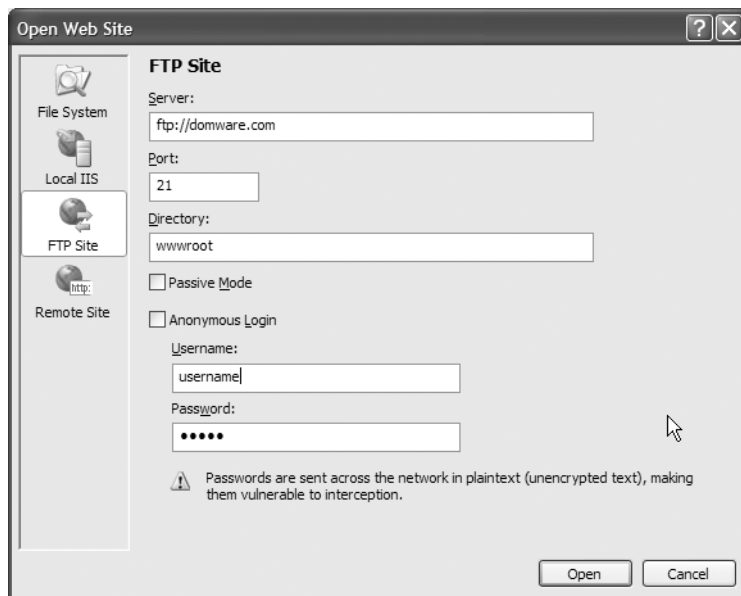 Open Web Site
File System
Local IIS
FTP Site
http:
Remote Site
FTP Site
Server:
ftp://domware.com
Port:
21
Directory:
wwwroot
Passive Mode
Anonymous Login
Username:
username
Password:
•••••
Passwords are sent across the network in plaintext (unencrypted text), making
them vulnerable to interception.
Open
Cancel